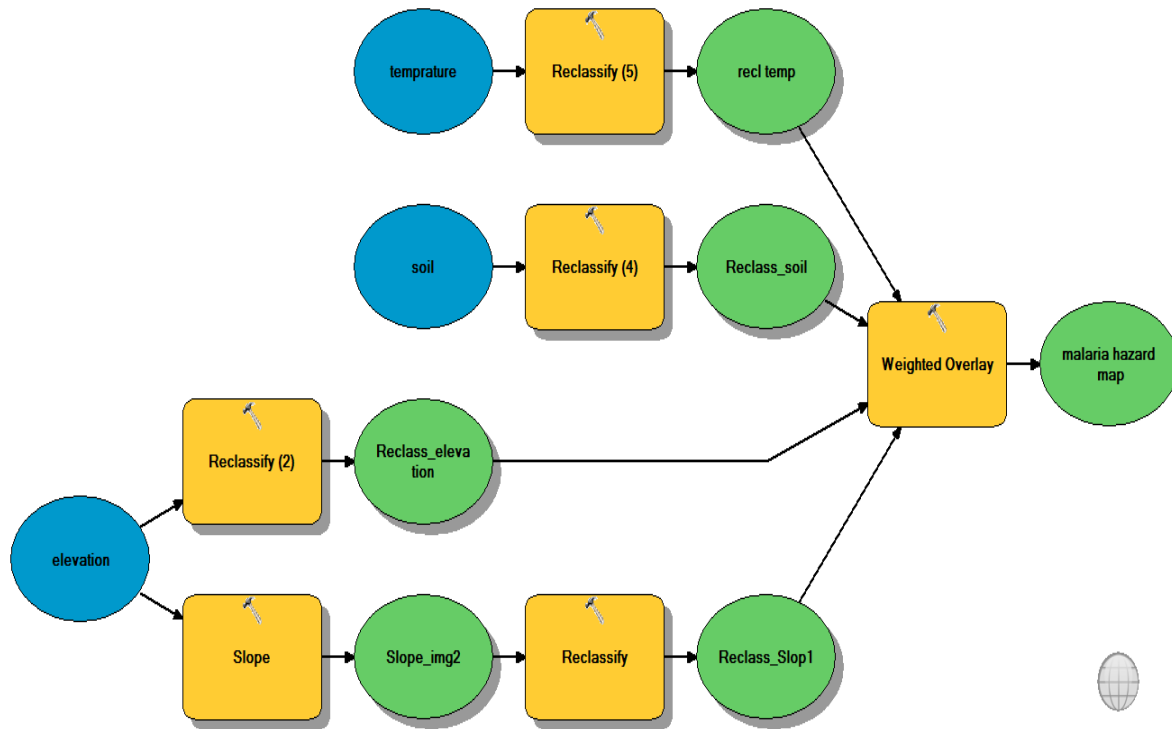 temprature
Reclassify (5)
recl temp
soil
Reclassify (4)
Reclass_soil
Weighted Overlay
malaria hazard
map
Reclassify (2)
Reclass_eleva
tion
elevation
Slope
Slope_img2
Reclassify
Reclass_Slop1